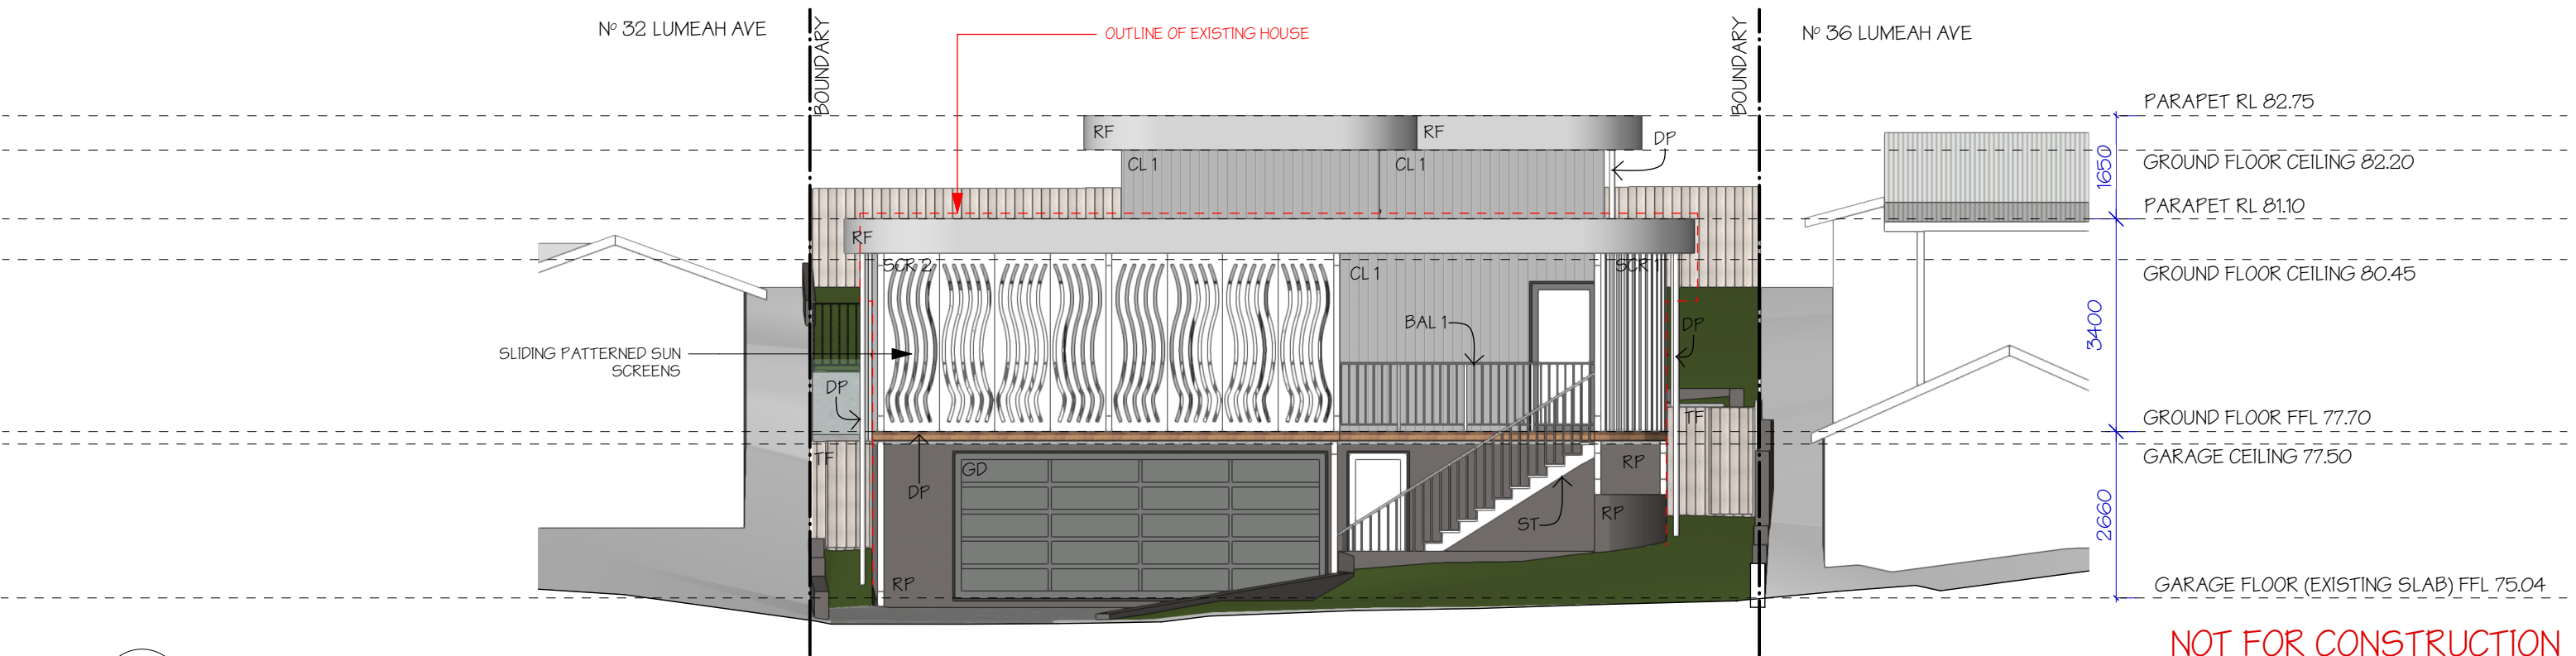 Nº 32 LUMEAH AVE
BOUNDARY
OUTLINE OF EXISTING HOUSE
BOUNDARY
Nº 36 LUMEAH AVE
PARAPET RL 82.75
RF
RF
DP
CL 1
CL 1
GROUND FLOOR CEILING 82.20
1650
PARAPET RL 81.10
RF
SCR 2
CL 1
SCR 1
GROUND FLOOR CEILING 80.45
BAL 1
DP
3400
SLIDING PATTERNED SUN
SCREENS
DP
TF
GROUND FLOOR FFL 77.70
TF
GD
RP
GARAGE CEILING 77.50
DP
ST
RP
2660
RP
GARAGE FLOOR (EXISTING SLAB) FFL 75.04
NOT FOR CONSTRUCTION